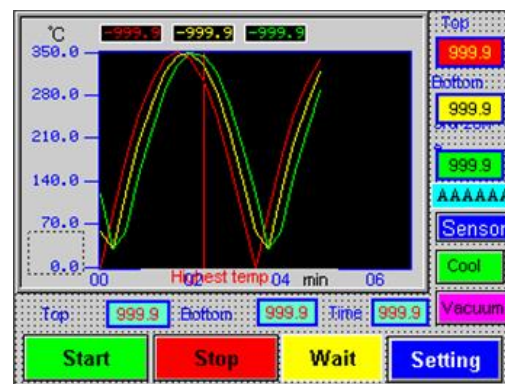 ℃ -999.9 -999.9 -999.9
350.0
280.0
210.0
140.0
70.0
0.0
00 02 04 min 06
Highest temp
Top
999.9
Bottom
999.9
999.9
AAAAAA
Sensor
Cool
Vacuum
Top 999.9 Bottom 999.9 Time 999.9
Start Stop Wait Setting